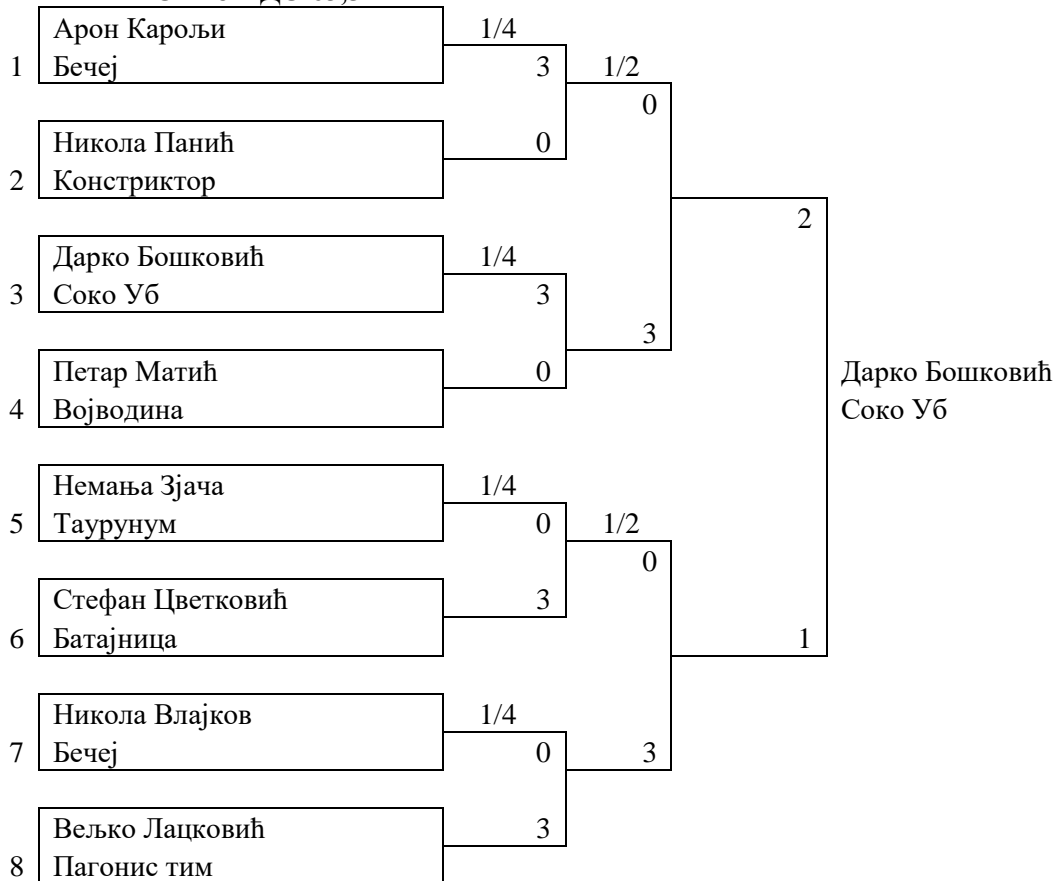 Арон Карољи 1/4
1 Бечеј 3 1/2
0
Никола Панић 0
2 Констриктор
2
Дарко Бошковић 1/4
3 Соко Уб 3
3
Петар Матић 0 Дарко Бошковић
4 Војводина Соко Уб
Немања Зјача 1/4
5 Таурунум 0 1/2
0
Стефан Цветковић 3
6 Батајница 1
Никола Влајков 1/4
7 Бечеј 0 3
Вељко Лацковић 3
8 Пагонис тим